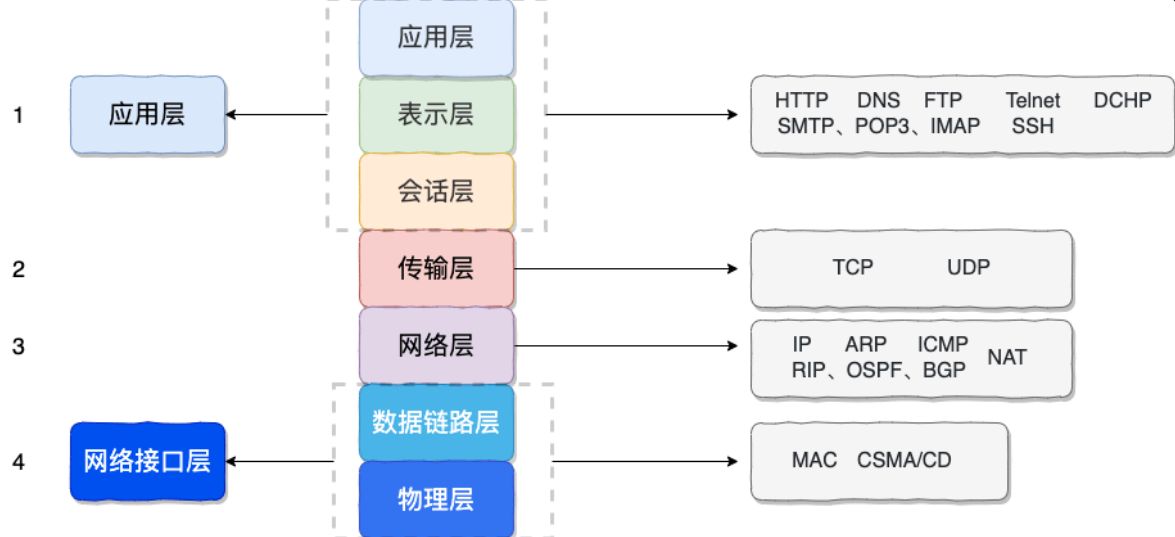 应用层
1
应用层
表示层
HTTP DNS FTP Telnet DCHP
SMTP、POP3、IMAP SSH
会话层
2
传输层
TCP UDP
3
网络层
IP ARP ICMP NAT
RIP、OSPF、BGP
数据链路层
4
网络接口层
MAC CSMA/CD
物理层